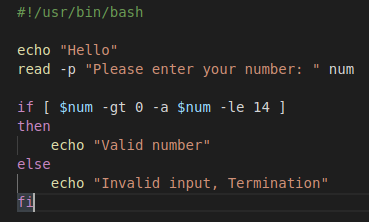 #!/usr/bin/bash

echo "Hello"
read -p "Please enter your number: " num

if [ $num -gt 0 -a $num -le 14 ]
then
    echo "Valid number"
else
    echo "Invalid input, Termination"
fi